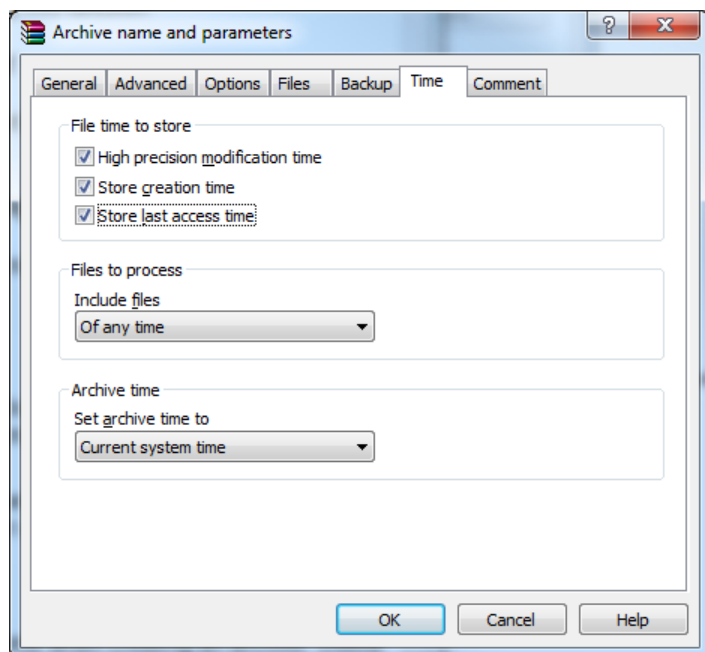 Archive name and parameters
?
General Advanced Options Files Backup Time Comment
File time to store
High precision modification time
Store creation time
Store last access time
Files to process
Include files
Of any time
Archive time
Set archive time to
Current system time
OK Cancel Help